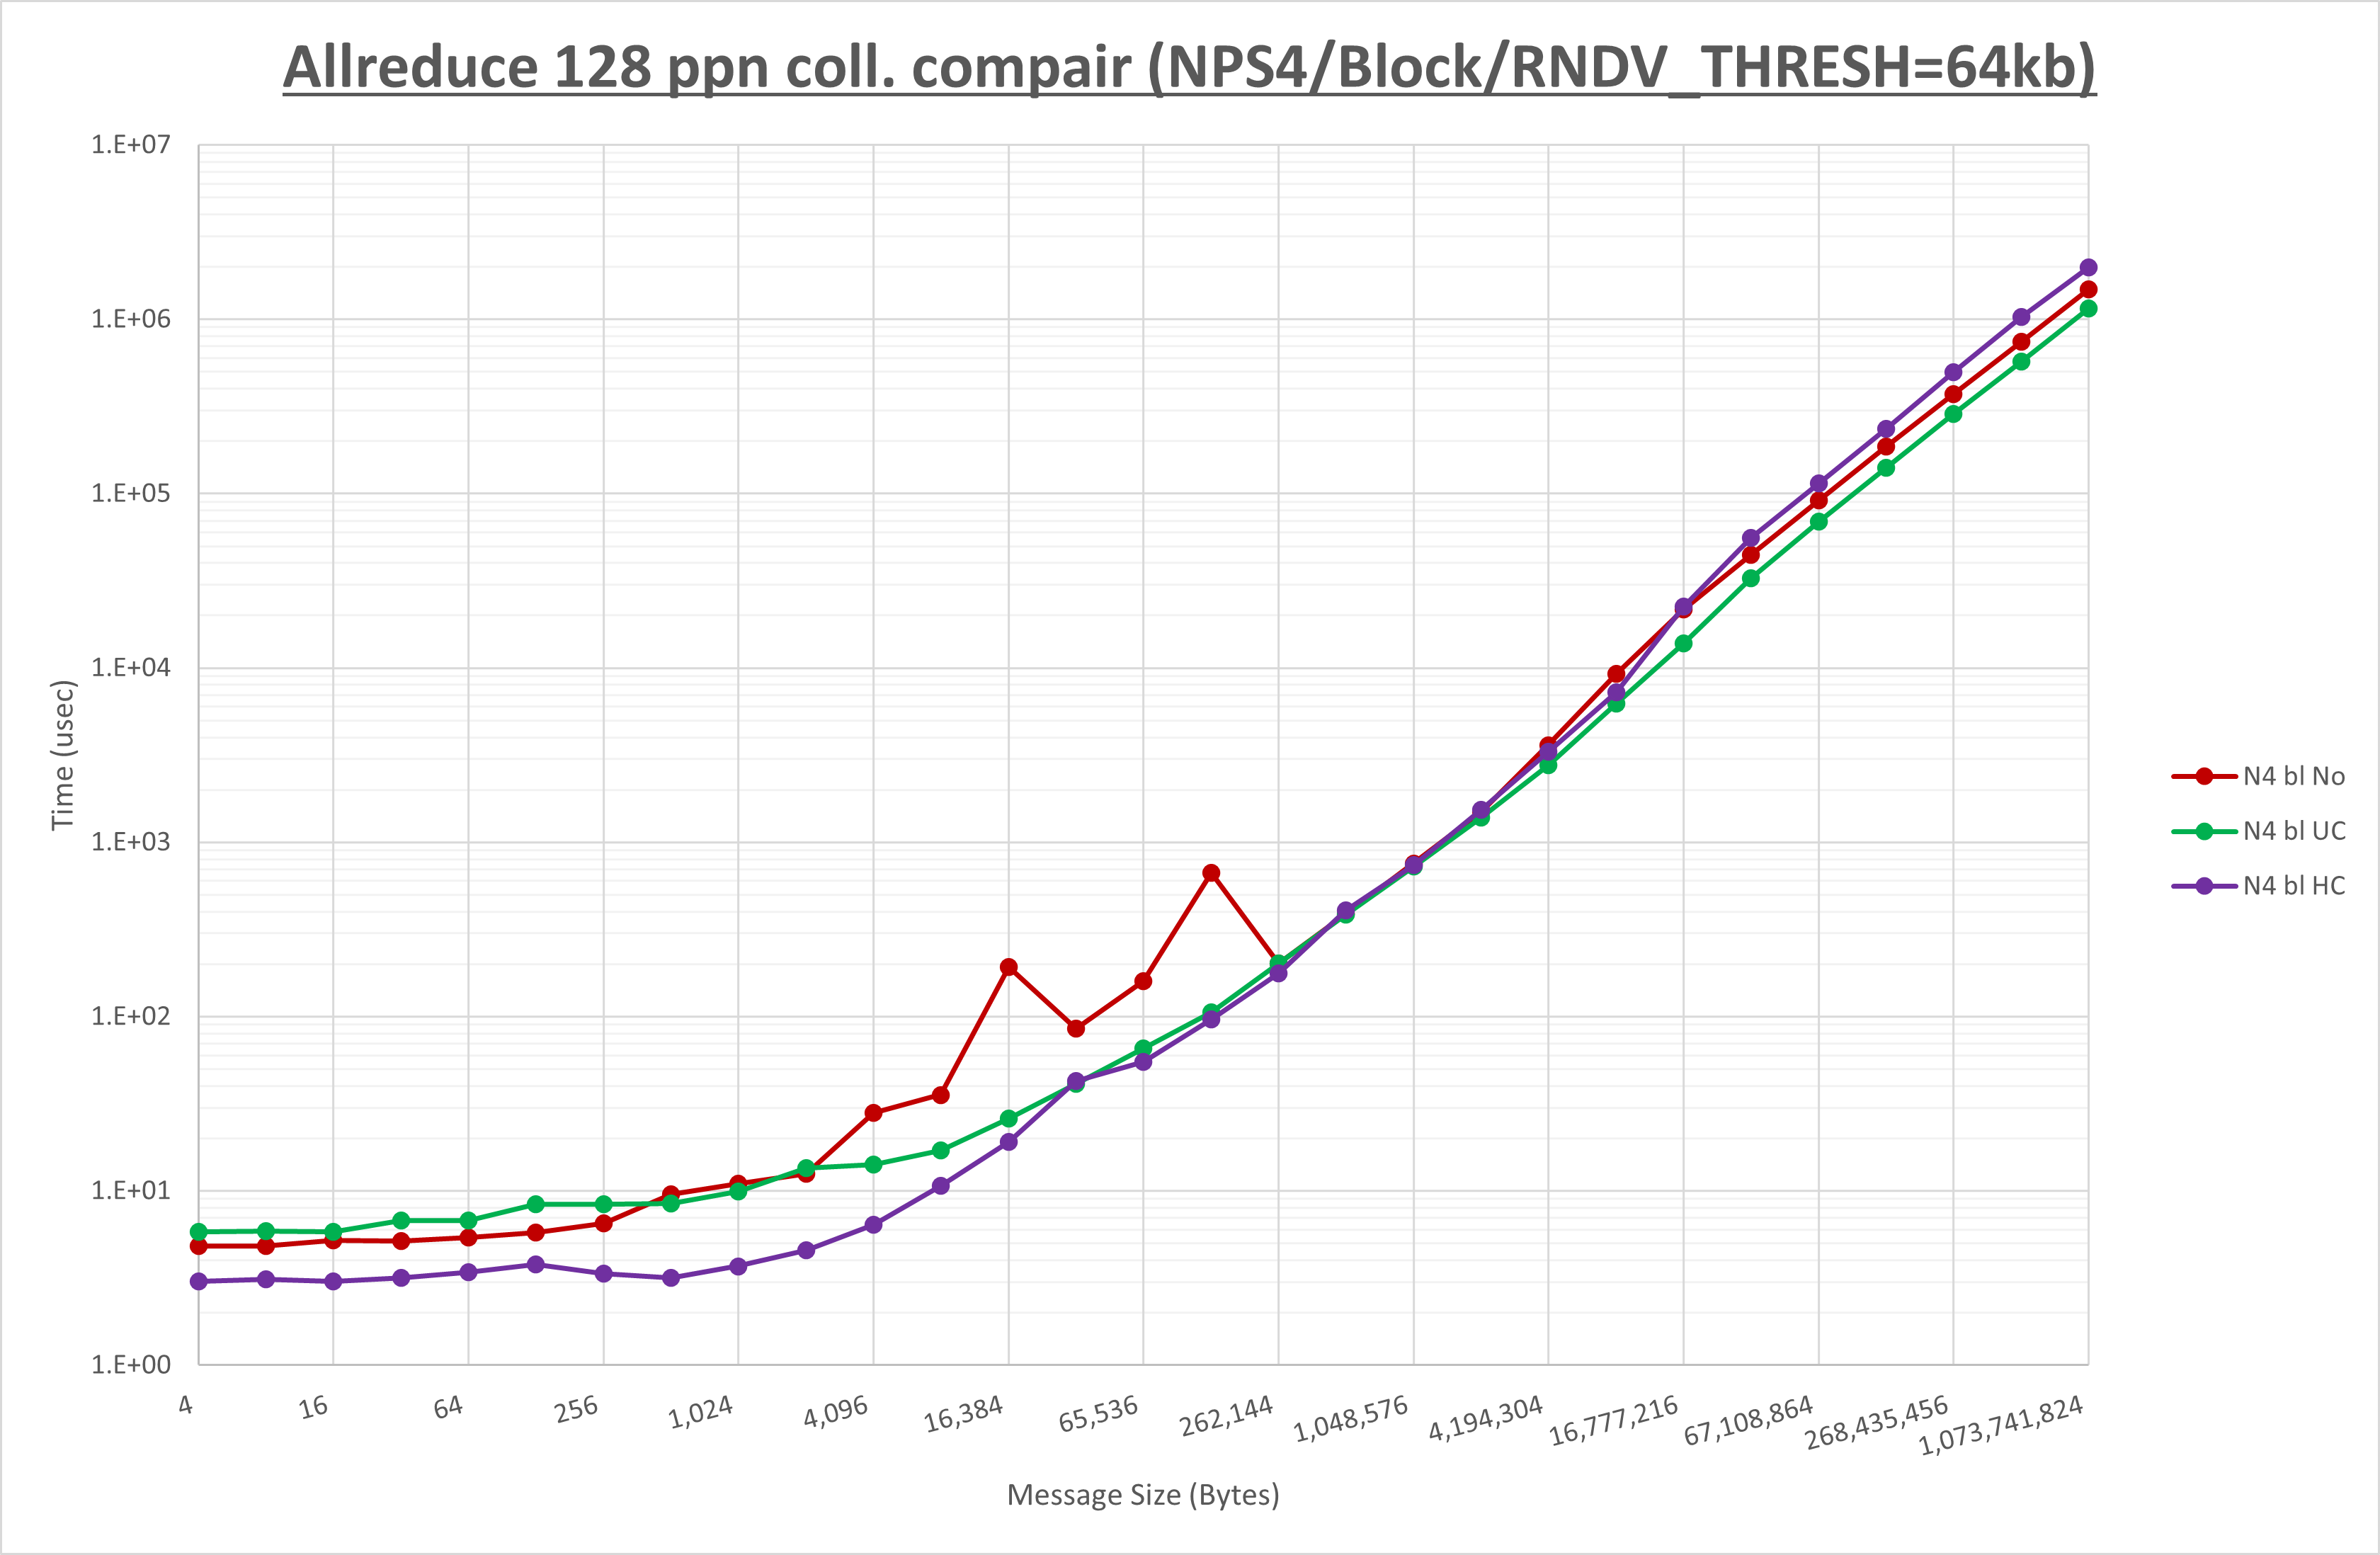 Allreduce 128 ppn coll. compair (NPS4/Block/RNDV_THRESH=64kb)
1.E+07
1.E+06
1.E+05
1.E+04
1.E+03
1.E+02
1.E+01
1.E+00
Time (usec)
N4 bl No
N4 bl UC
N4 bl HC
4
16
64
256
1,024
4,096
16,384
65,536
262,144
1,048,576
4,194,304
16,777,216
67,108,864
268,435,456
1,073,741,824
Message Size (Bytes)